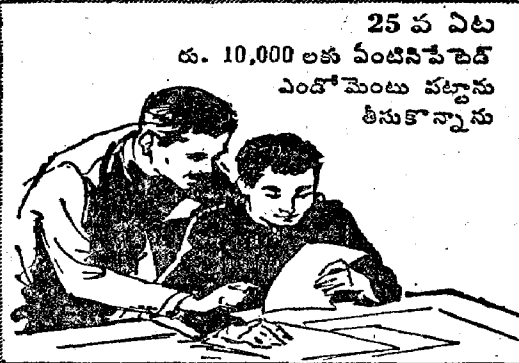 25 వ ఏట
రు. 10,000 లకు ఏంటిసిపేటెడ్
ఎండోమెంటు పట్టాను
తీసుకొన్నాను